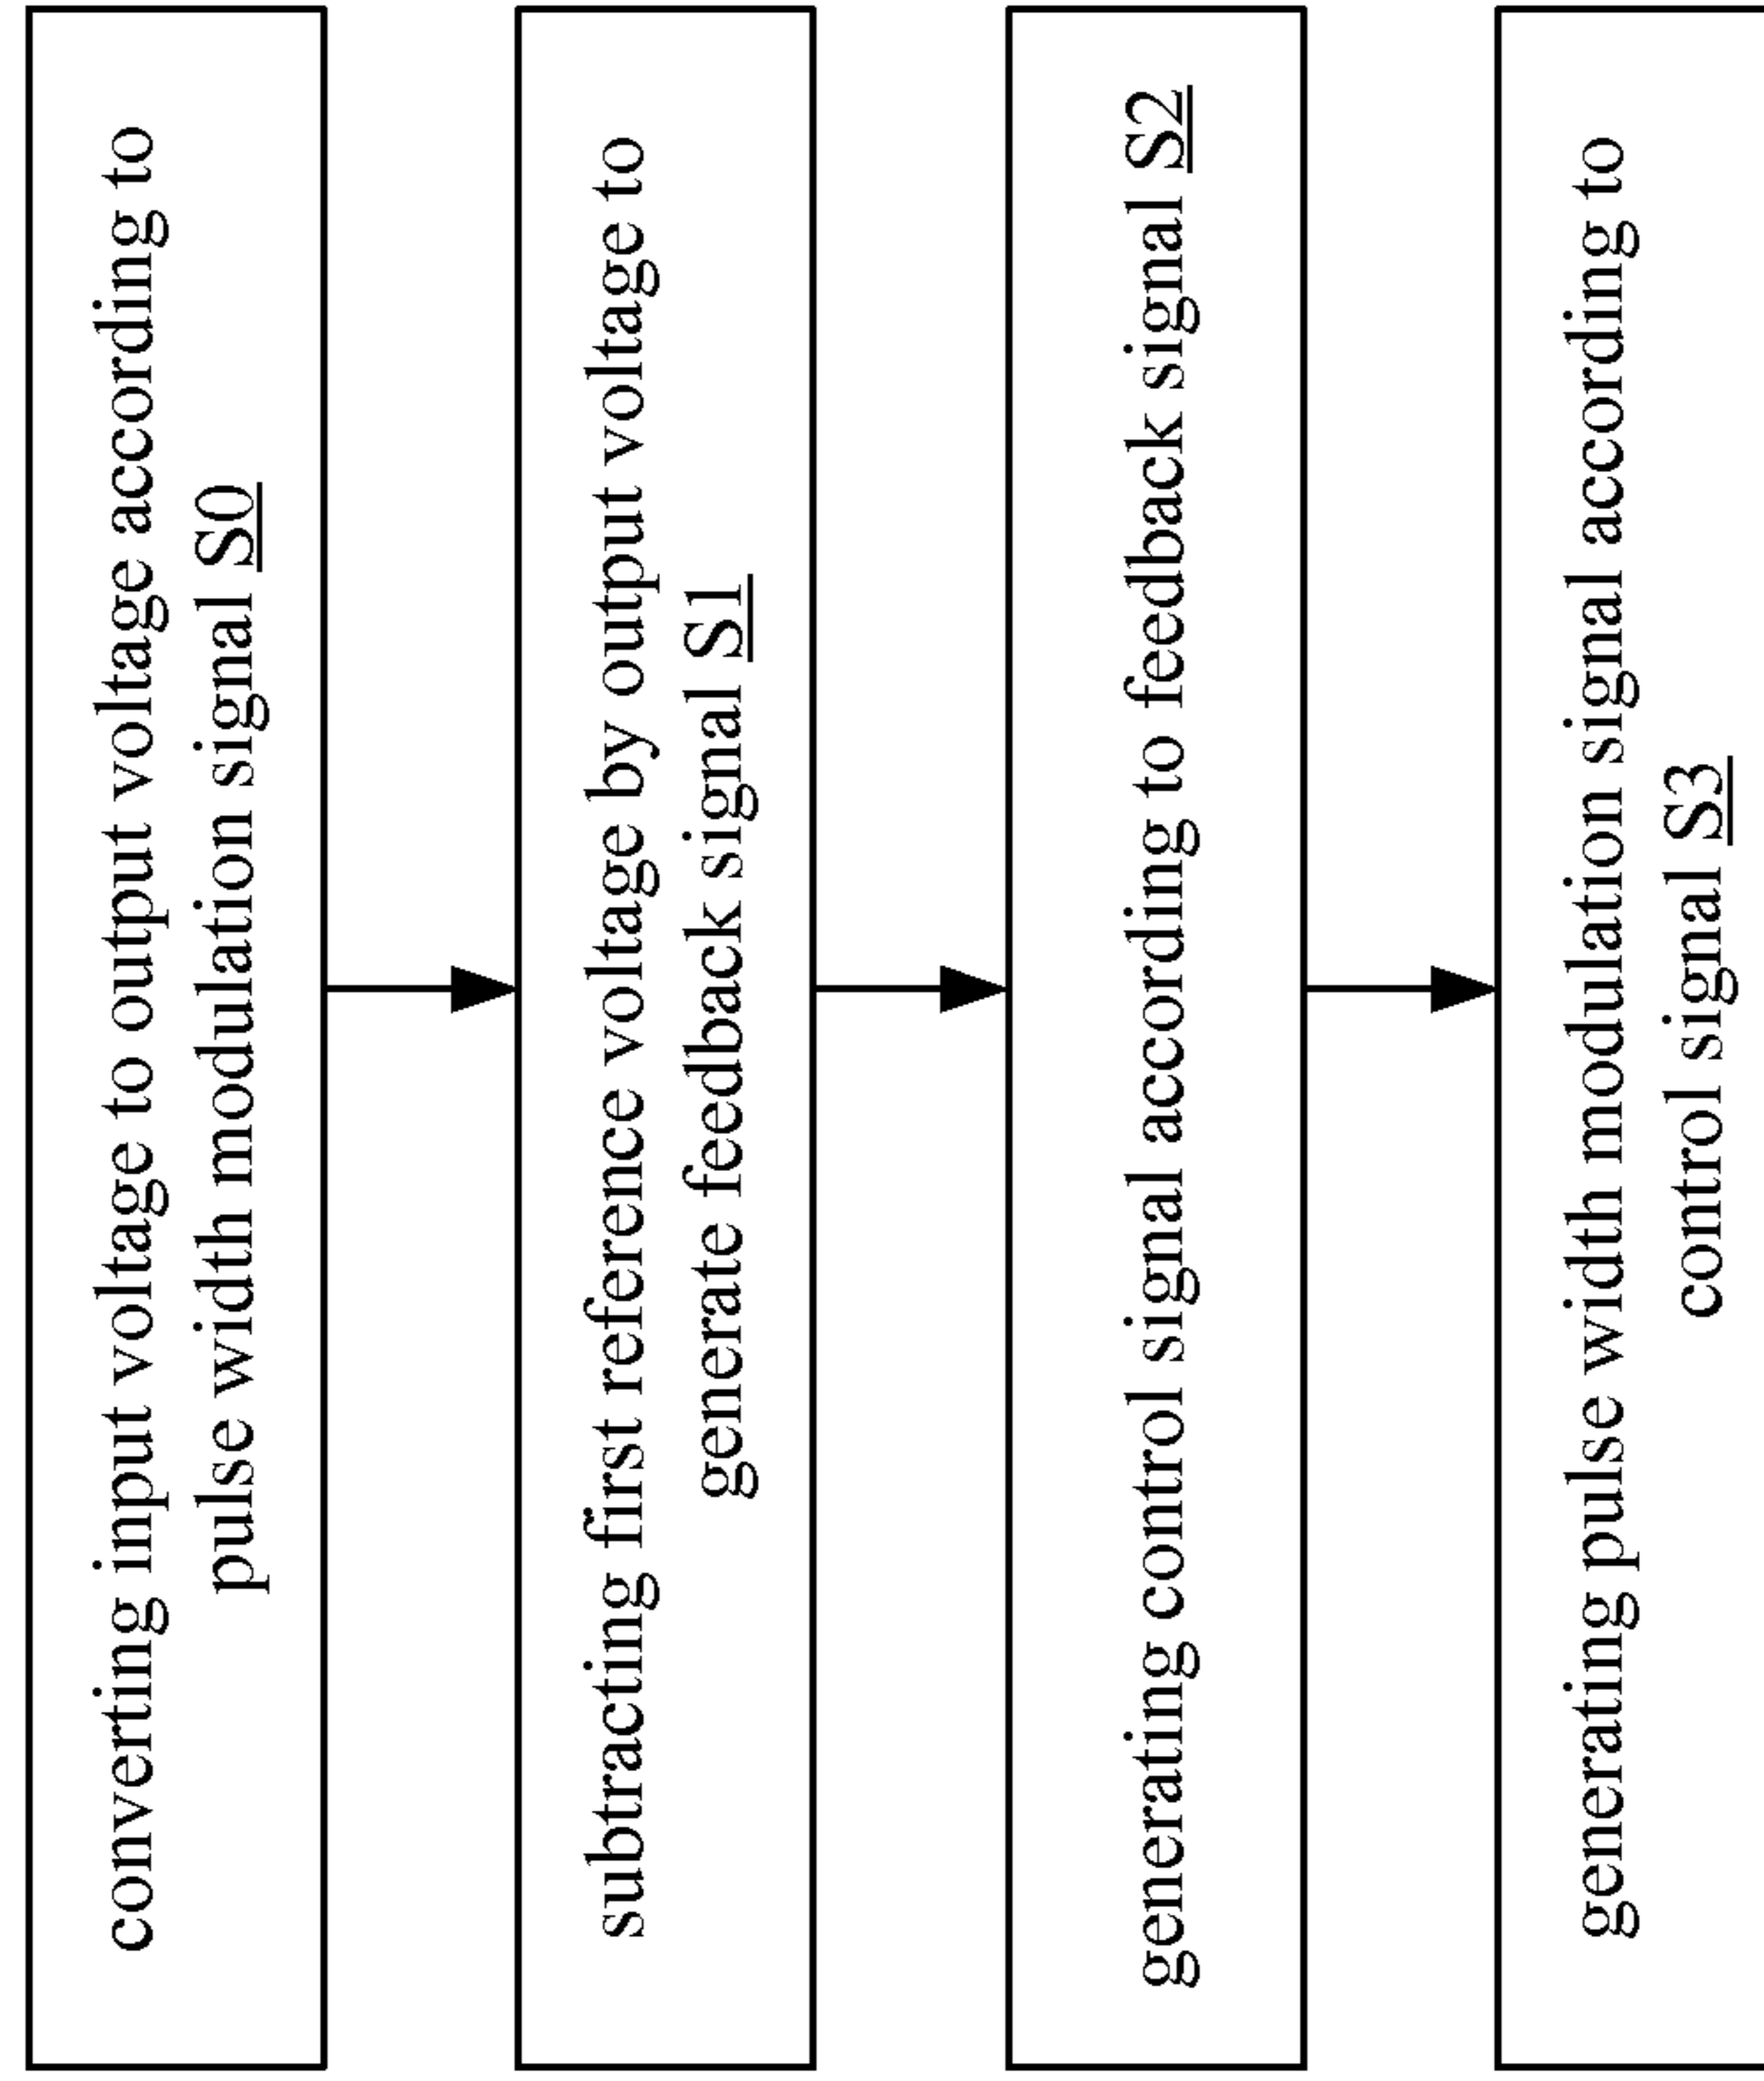 converting input voltage to output voltage according to
pulse width modulation signal S0
subtracting first reference voltage by output voltage to
generate feedback signal S1
generating control signal according to feedback signal S2
generating pulse width modulation signal according to
control signal S3